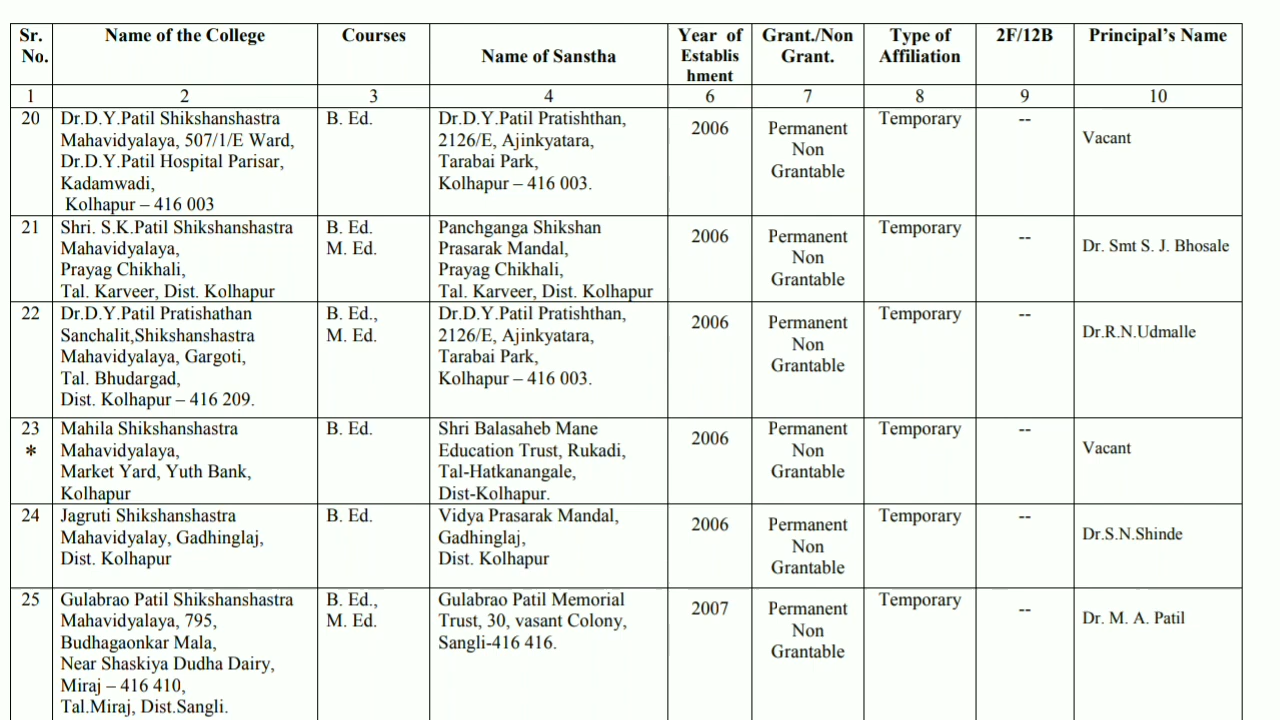 Sr. No. Name of the College Courses Name of Sanstha Year of Establis hment Grant./Non Grant. Type of Affiliation 2F/12B Principal's Name
1 2 3 4 6 7 8 9 10
20
Dr.D.Y.Patil Shikshanshastra
Mahavidyalaya, 507/1/E Ward,
Dr.D.Y.Patil Hospital Parisar,
Kadamwadi,
Kolhapur – 416 003
B. Ed.
Dr.D.Y.Patil Pratishthan,
2126/E, Ajinkyatara,
Tarabai Park,
Kolhapur – 416 003.
2006
Permanent
Non
Grantable
Temporary
--
Vacant
21
Shri. S.K.Patil Shikshanshastra
Mahavidyalaya,
Prayag Chikhali,
Tal. Karveer, Dist. Kolhapur
B. Ed.
M. Ed.
Panchganga Shikshan
Prasarak Mandal,
Prayag Chikhali,
Tal. Karveer, Dist. Kolhapur
2006
Permanent
Non
Grantable
Temporary
--
Dr. Smt S. J. Bhosale
22
Dr.D.Y.Patil Pratishathan
Sanchalit,Shikshanshastra
Mahavidyalaya, Gargoti,
Tal. Bhudargad,
Dist. Kolhapur – 416 209.
B. Ed.,
M. Ed.
Dr.D.Y.Patil Pratishthan,
2126/E, Ajinkyatara,
Tarabai Park,
Kolhapur – 416 003.
2006
Permanent
Non
Grantable
Temporary
--
Dr.R.N.Udmalle
23
*
Mahila Shikshanshastra
Mahavidyalaya,
Market Yard, Yuth Bank,
Kolhapur
B. Ed.
Shri Balasaheb Mane
Education Trust, Rukadi,
Tal-Hatkanangale,
Dist-Kolhapur.
2006
Permanent
Non
Grantable
Temporary
--
Vacant
24
Jagruti Shikshanshastra
Mahavidyalay, Gadhinglaj,
Dist. Kolhapur
B. Ed.
Vidya Prasarak Mandal,
Gadhinglaj,
Dist. Kolhapur
2006
Permanent
Non
Grantable
Temporary
--
Dr.S.N.Shinde
25
Gulabrao Patil Shikshanshastra
Mahavidyalaya, 795,
Budhagaonkar Mala,
Near Shaskiya Dudha Dairy,
Miraj – 416 410,
Tal.Miraj, Dist.Sangli.
B. Ed.,
M. Ed.
Gulabrao Patil Memorial
Trust, 30, vasant Colony,
Sangli-416 416.
2007
Permanent
Non
Grantable
Temporary
--
Dr. M. A. Patil